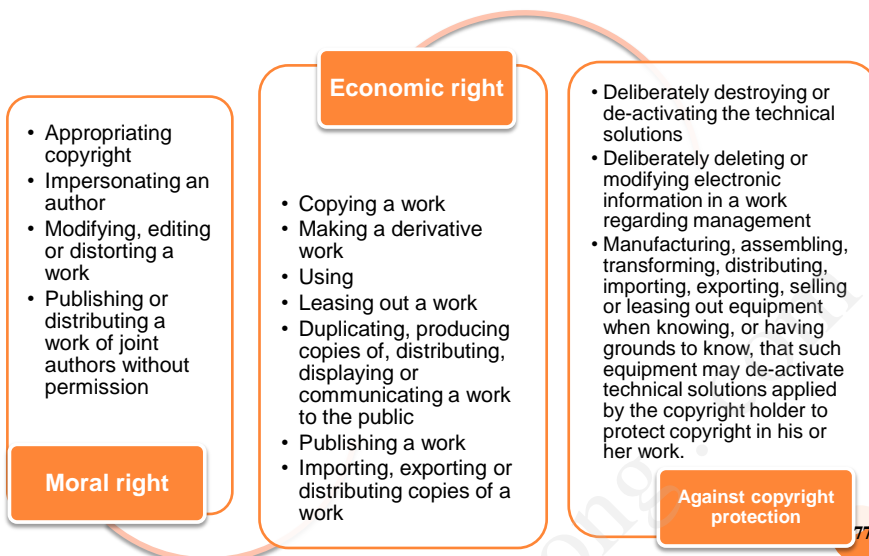 • Appropriating
copyright
• Impersonating an
author
• Modifying, editing
or distorting a
work
• Publishing or
distributing a
work of joint
authors without
permission
Moral right
Economic right
• Copying a work
• Making a derivative
work
• Using
• Leasing out a work
• Duplicating, producing
copies of, distributing,
displaying or
communicating a work
to the public
• Publishing a work
• Importing, exporting or
distributing copies of a
work
• Deliberately destroying or
de-activating the technical
solutions
• Deliberately deleting or
modifying electronic
information in a work
regarding management
• Manufacturing, assembling,
transforming, distributing,
importing, exporting, selling
or leasing out equipment
when knowing, or having
grounds to know, that such
equipment may de-activate
technical solutions applied
by the copyright holder to
protect copyright in his or
her work.
Against copyright
protection
77